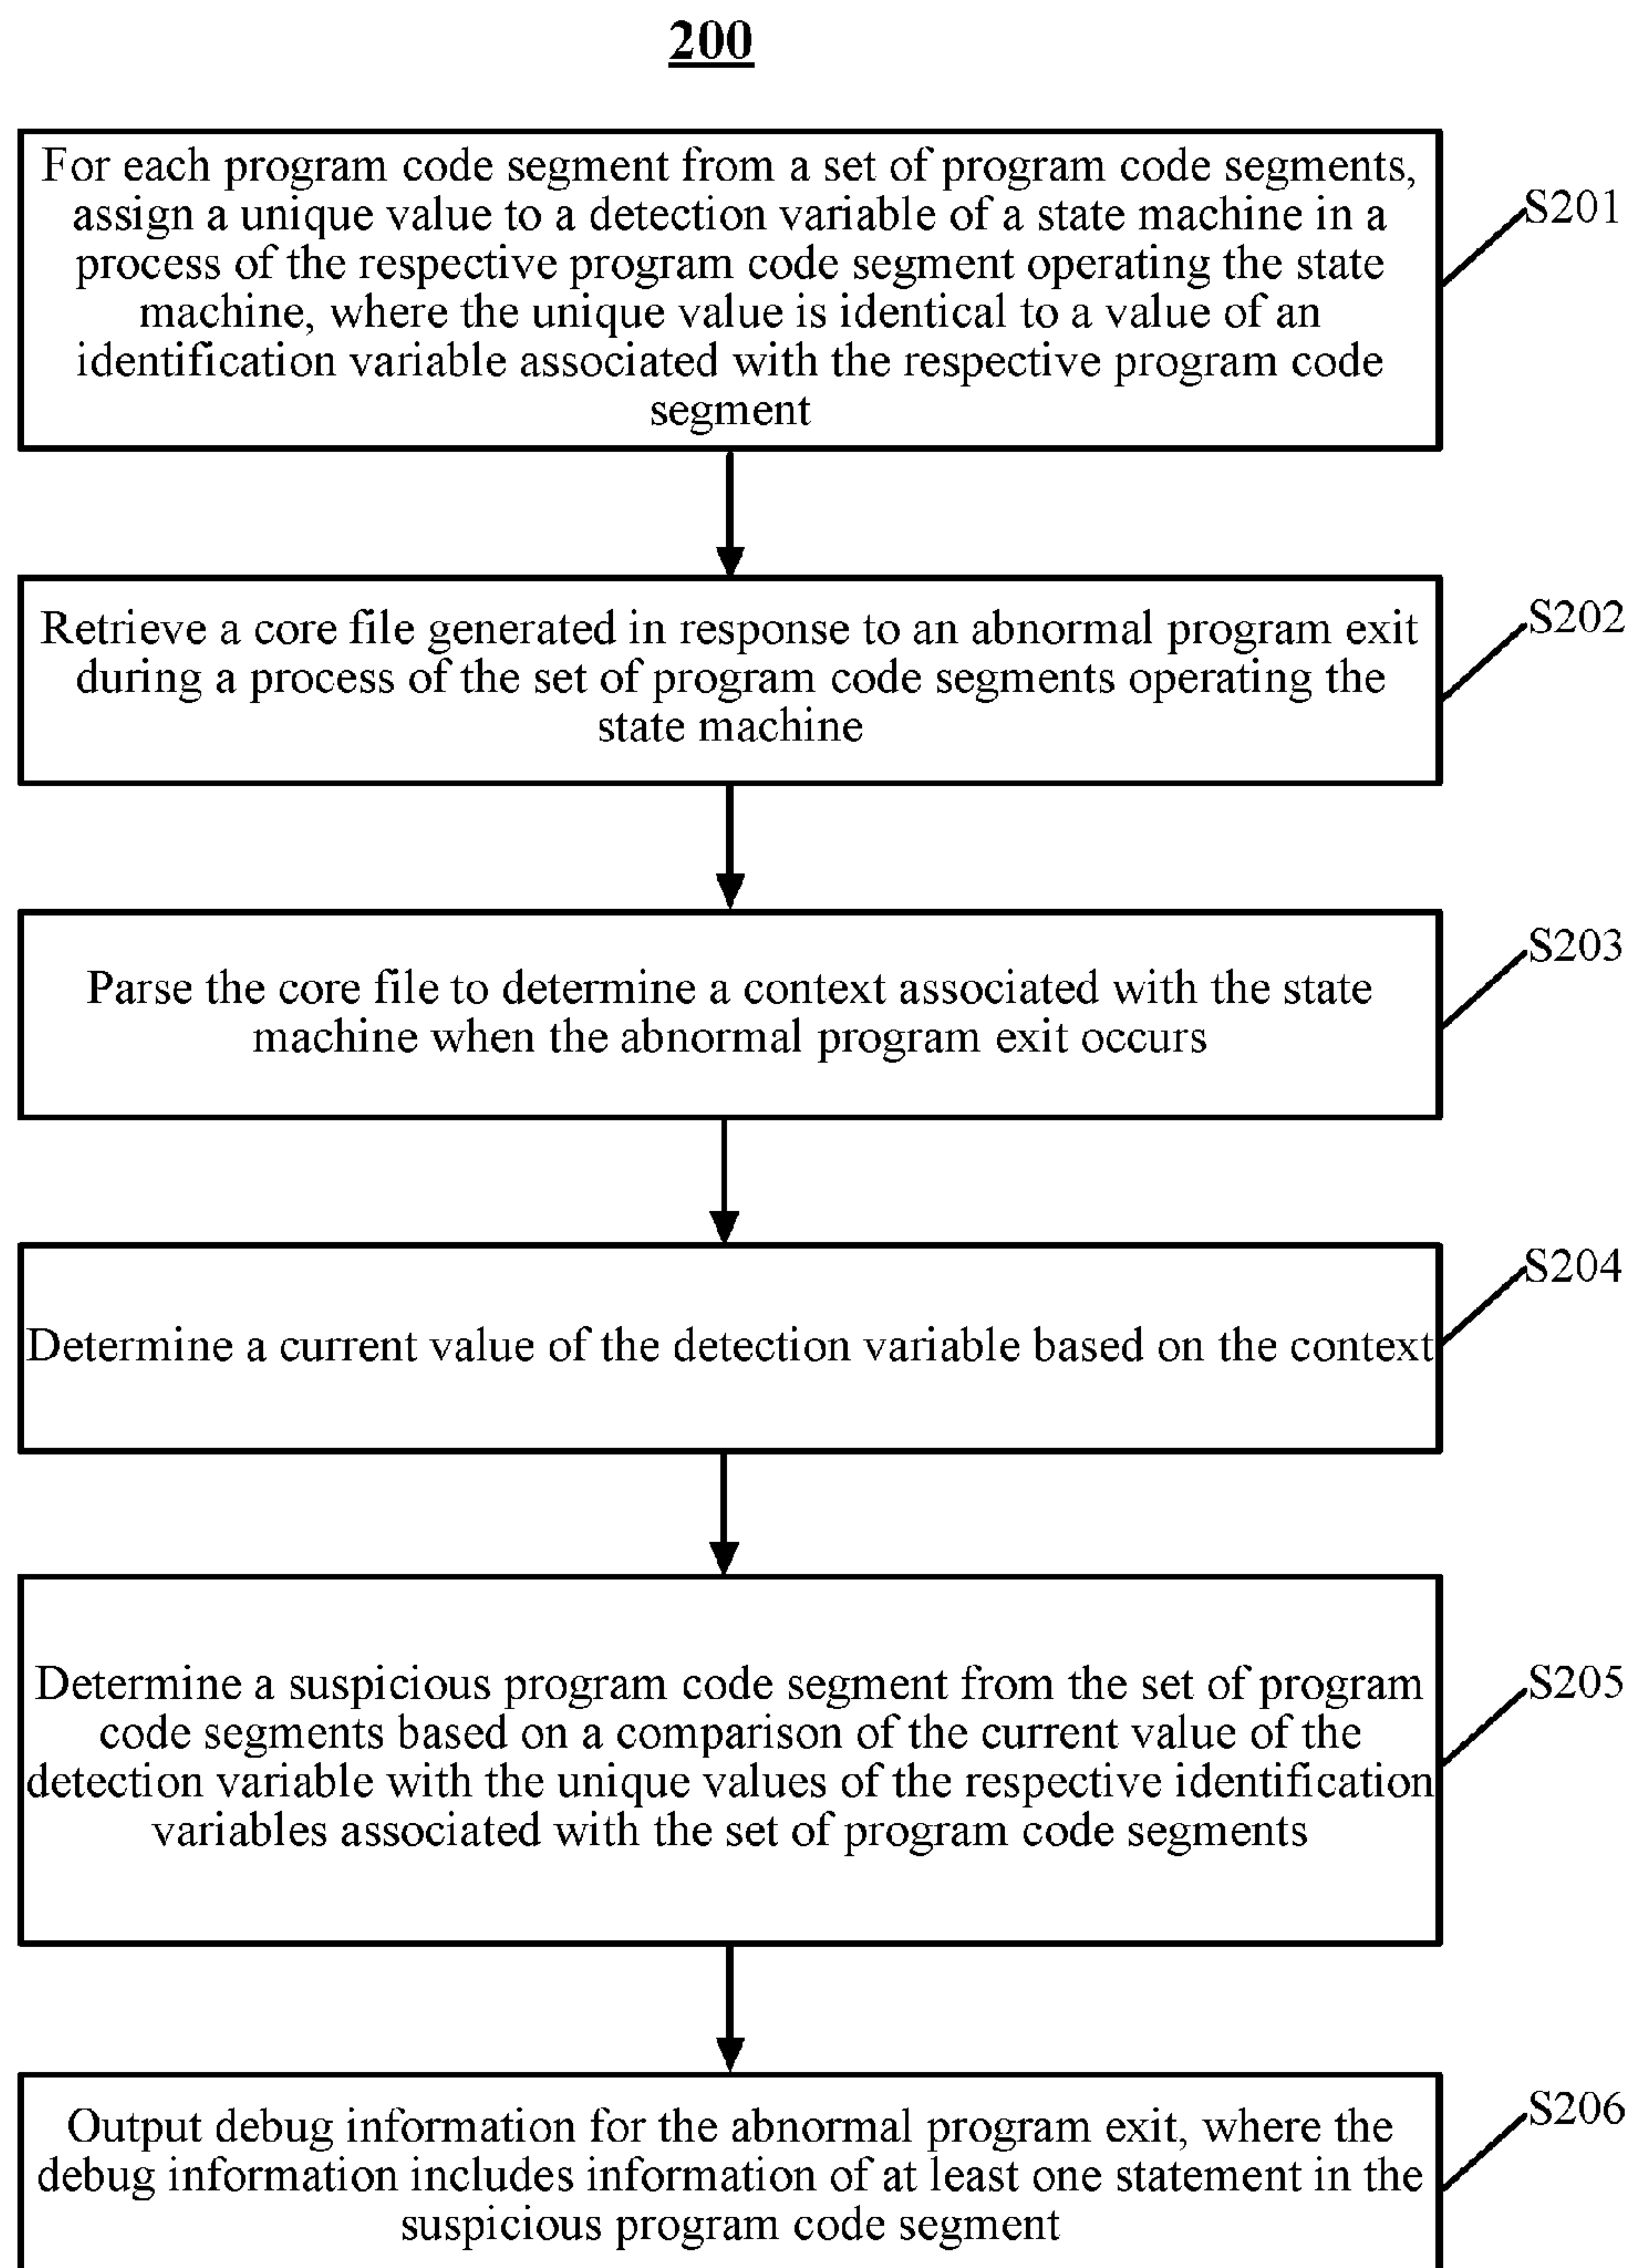 200
For each program code segment from a set of program code segments,
assign a unique value to a detection variable of a state machine in a
process of the respective program code segment operating the state
machine, where the unique value is identical to a value of an
identification variable associated with the respective program code
segment
S201
Retrieve a core file generated in response to an abnormal program exit
during a process of the set of program code segments operating the
state machine
S202
Parse the core file to determine a context associated with the state
machine when the abnormal program exit occurs
S203
Determine a current value of the detection variable based on the context
S204
Determine a suspicious program code segment from the set of program
code segments based on a comparison of the current value of the
detection variable with the unique values of the respective identification
variables associated with the set of program code segments
S205
Output debug information for the abnormal program exit, where the
debug information includes information of at least one statement in the
suspicious program code segment
S206